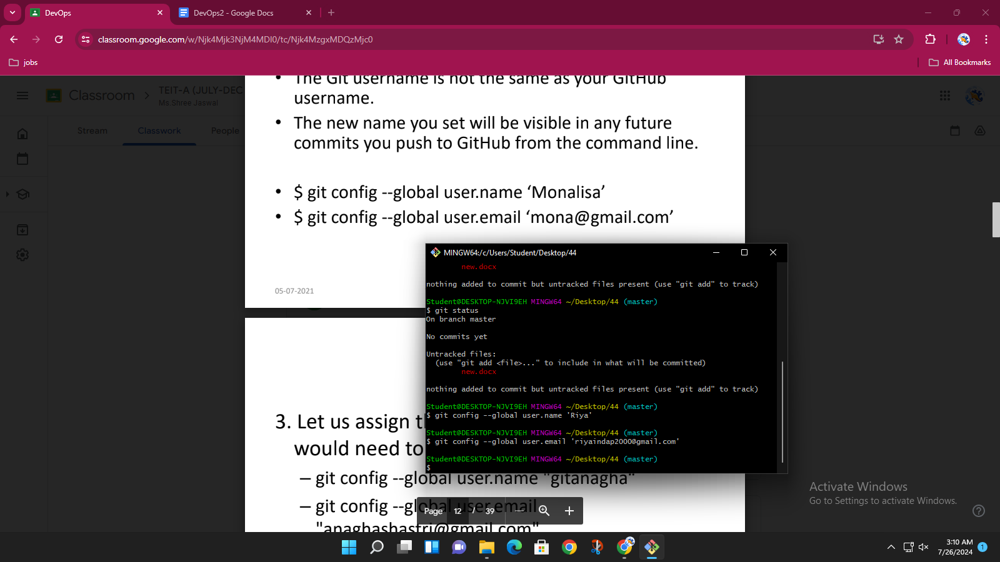 DevOps
DevOps2 - Google Docs
classroom.google.com/w/Njk4Mjk3NjM4MDI0/tc/Njk4MzgxMDQzMjc0
jobs
All Bookmarks
Classroom
TEIT-A (JULY-DEC
Ms.Shree Jaswal
Stream
Classwork
People
• The Git username is not the same as your GitHub
username.
• The new name you set will be visible in any future
commits you push to GitHub from the command line.
• $ git config --global user.name ‘Monalisa’
• $ git config --global user.email ‘mona@gmail.com’
05-07-2021
MINGW64:/c/Users/Student/Desktop/44
new.docx
nothing added to commit but untracked files present (use "git add" to track)
Student@DESKTOP-NJVI9EH MINGW64 ~/Desktop/44 (master)
$ git status
On branch master
No commits yet
Untracked files:
(use "git add <file>..." to include in what will be committed)
new.docx
nothing added to commit but untracked files present (use "git add" to track)
Student@DESKTOP-NJVI9EH MINGW64 ~/Desktop/44 (master)
$ git config --global user.name 'Riya'
Student@DESKTOP-NJVI9EH MINGW64 ~/Desktop/44 (master)
$ git config --global user.email 'riyaindap2000@gmail.com'
Student@DESKTOP-NJVI9EH MINGW64 ~/Desktop/44 (master)
$
3. Let us assign
would need to
– git config --global user.name "gitanagha"
– git config --global user.email
"anaghashastri@gmail.com"
Page 12 / 39
Activate Windows
Go to Settings to activate Windows.
3:10 AM
7/26/2024
1